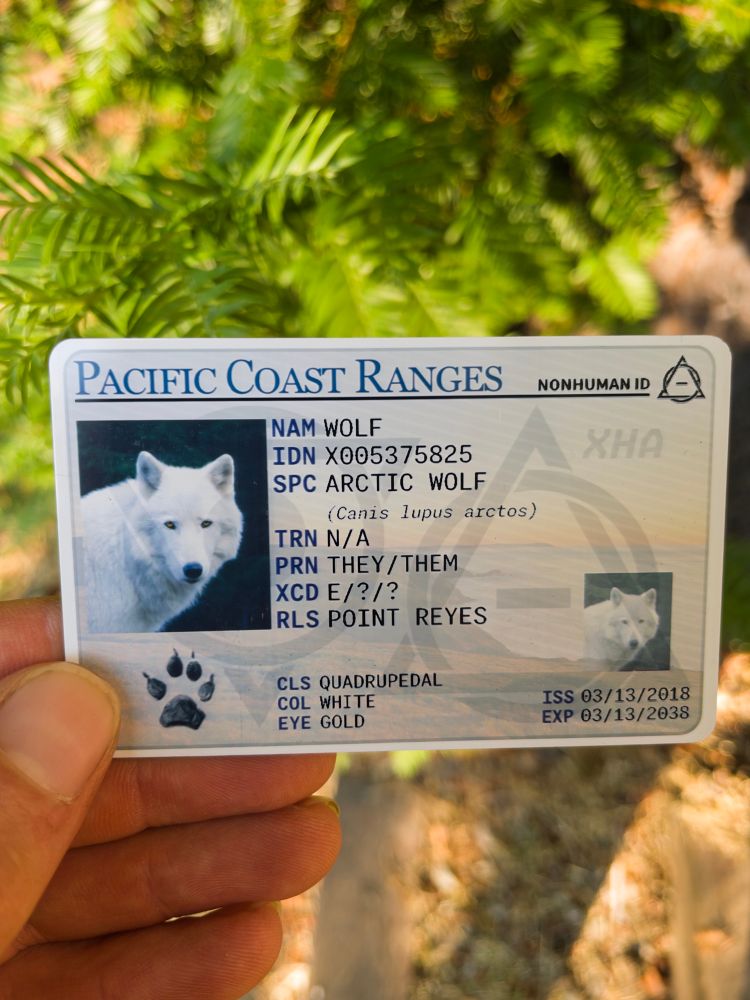 PACIFIC COAST RANGES
NONHUMAN ID
XHA
NAM WOLF
IDN X005375825
SPC ARCTIC WOLF
(Canis lupus arctos)
TRN N/A
PRN THEY/THEM
XCD E/?/?
RLS POINT REYES
CLS QUADRUPEDAL
COL WHITE
EYE GOLD
ISS 03/13/2018
EXP 03/13/2038